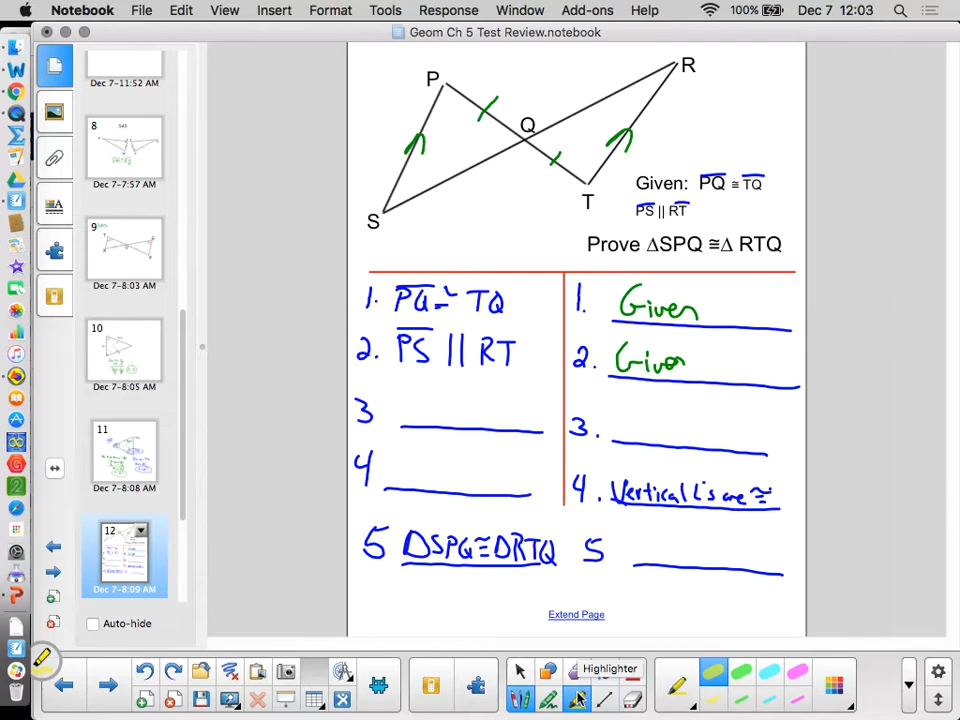 Notebook File Edit View Insert Format Tools Response Window Add-ons Help 100% Dec 7 12:03
Geom Ch 5 Test Review.notebook
Dec 7-11:52 AM
8
Dec 7-7:57 AM
9
Dec 7-8:03 AM
10
Dec 7-8:05 AM
11
Dec 7-8:08 AM
12
Dec 7-8:09 AM
Auto-hide
P
R
Q
T
S
Given: PQ ≅ TQ
PS || RT
Prove ∆SPQ ≅∆ RTQ
1. PQ ≅ TQ 1. Given
2. PS || RT 2. Given
3 3.
4 4. Vertical L's are ≅
5 ∆SPQ≅∆RTQ 5
Extend Page
Highlighter